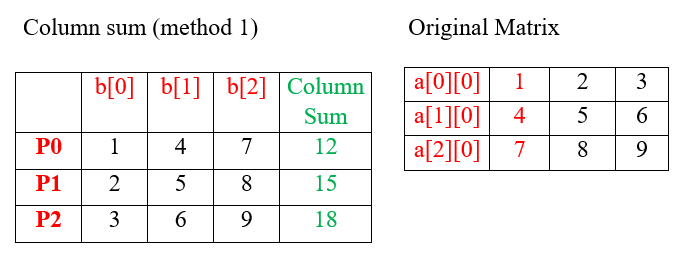 Column sum (method 1)
b[0] b[1] b[2] Column Sum
P0 1 4 7 12
P1 2 5 8 15
P2 3 6 9 18
Original Matrix
a[0][0] 1 2 3
a[1][0] 4 5 6
a[2][0] 7 8 9